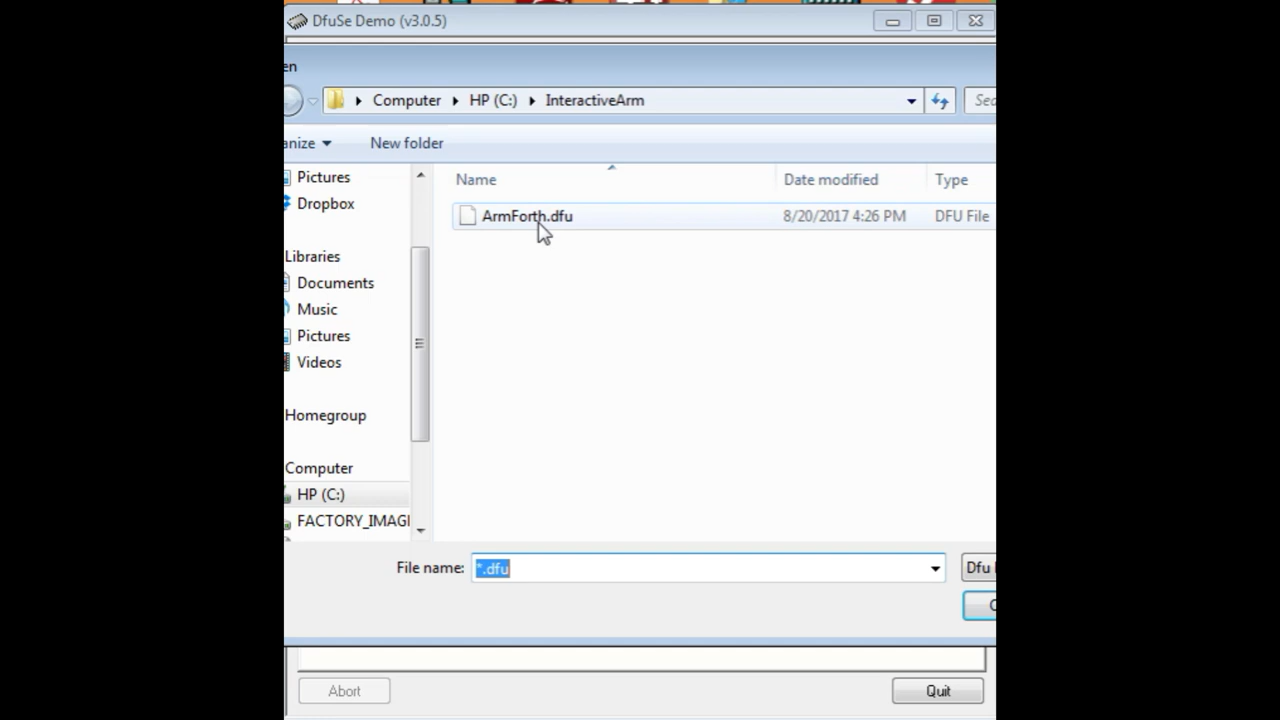 DfuSe Demo (v3.0.5)
en
Computer HP (C:) InteractiveArm Sea
anize New folder
Name Date modified Type
Pictures
ArmForth.dfu 8/20/2017 4:26 PM DFU File
Dropbox
Libraries
Documents
Music
Pictures
Videos
Homegroup
Computer
HP (C:)
FACTORY_IMAG
File name: *.dfu Dfu
Abort Quit